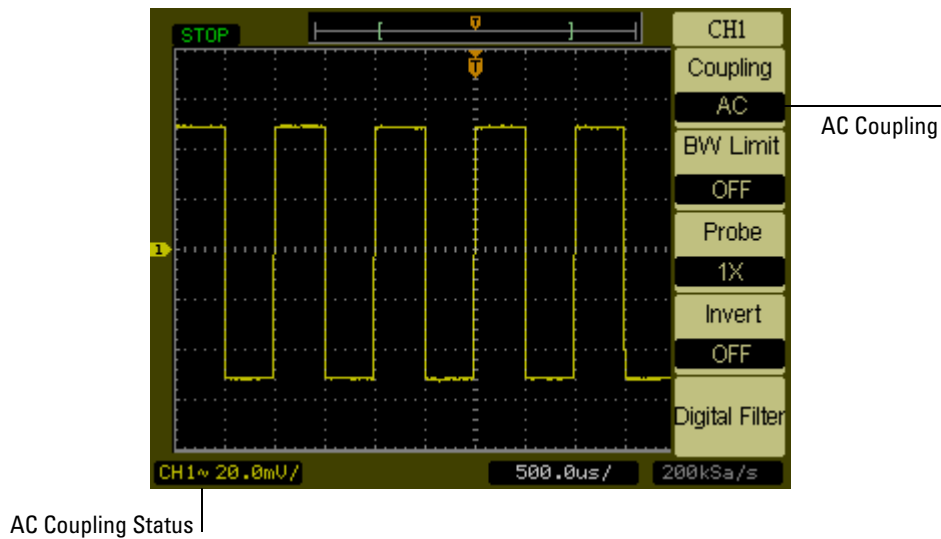 STOP
T
T
CH1
Coupling
AC
AC Coupling
BW Limit
OFF
Probe
1X
1
Invert
OFF
Digital Filter
CH1~ 20.0mV/
500.0us/
200kSa/s
AC Coupling Status